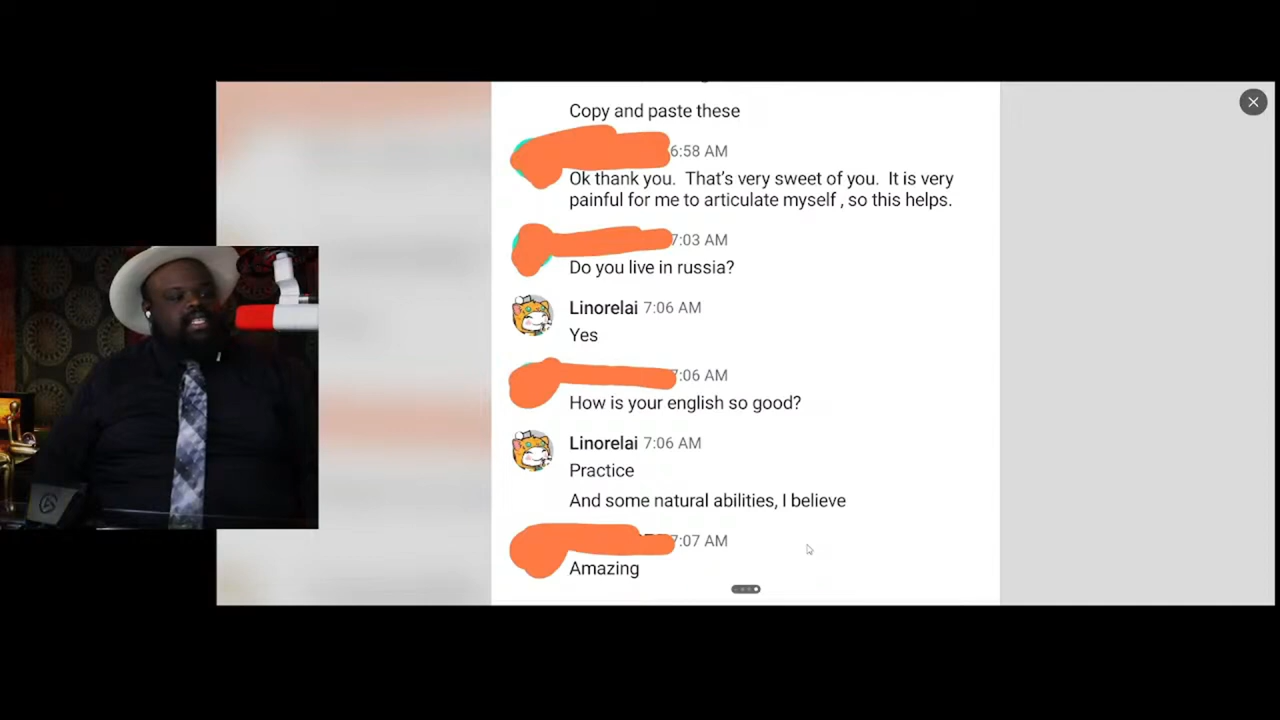 Copy and paste these
6:58 AM
Ok thank you. That's very sweet of you. It is very
painful for me to articulate myself , so this helps.
7:03 AM
Do you live in russia?
Linorelai 7:06 AM
Yes
7:06 AM
How is your english so good?
Linorelai 7:06 AM
Practice
And some natural abilities, I believe
7:07 AM
Amazing